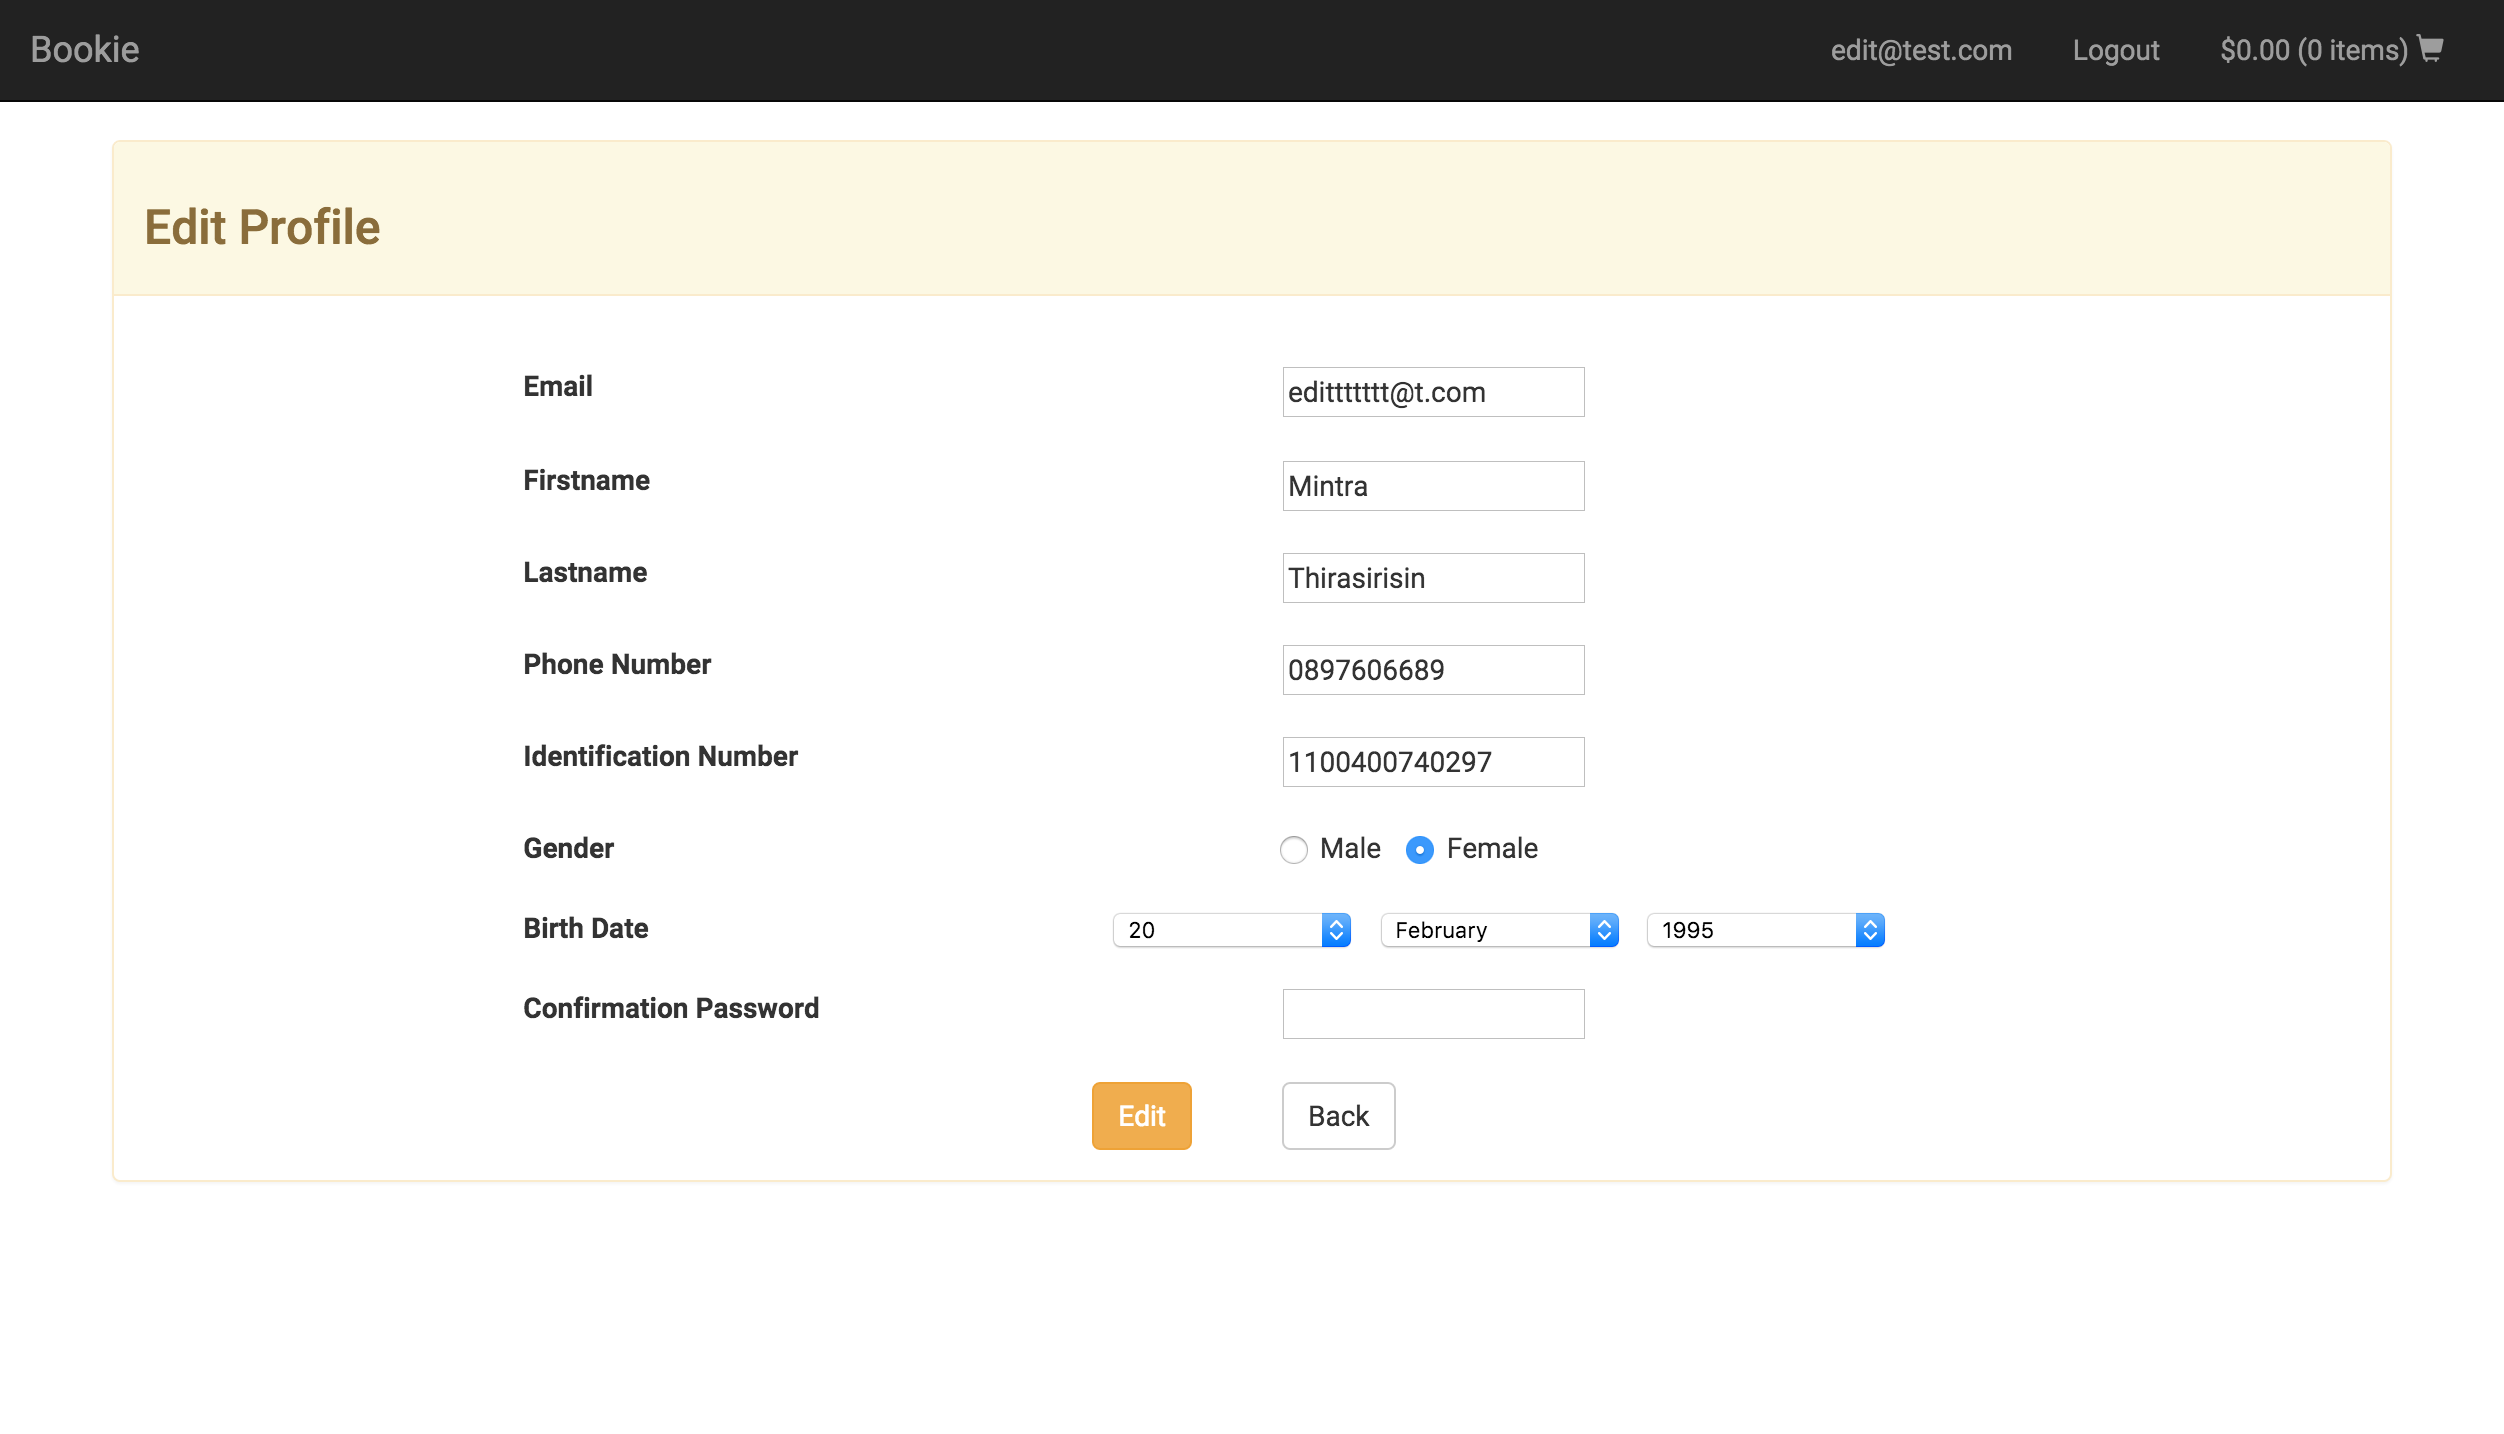 Bookie edit@test.com Logout $0.00 (0 items)
Edit Profile
Email edittttttt@t.com
Firstname Mintra
Lastname Thirasirisin
Phone Number 0897606689
Identification Number 1100400740297
Gender Male Female
Birth Date 20 February 1995
Confirmation Password
Edit Back